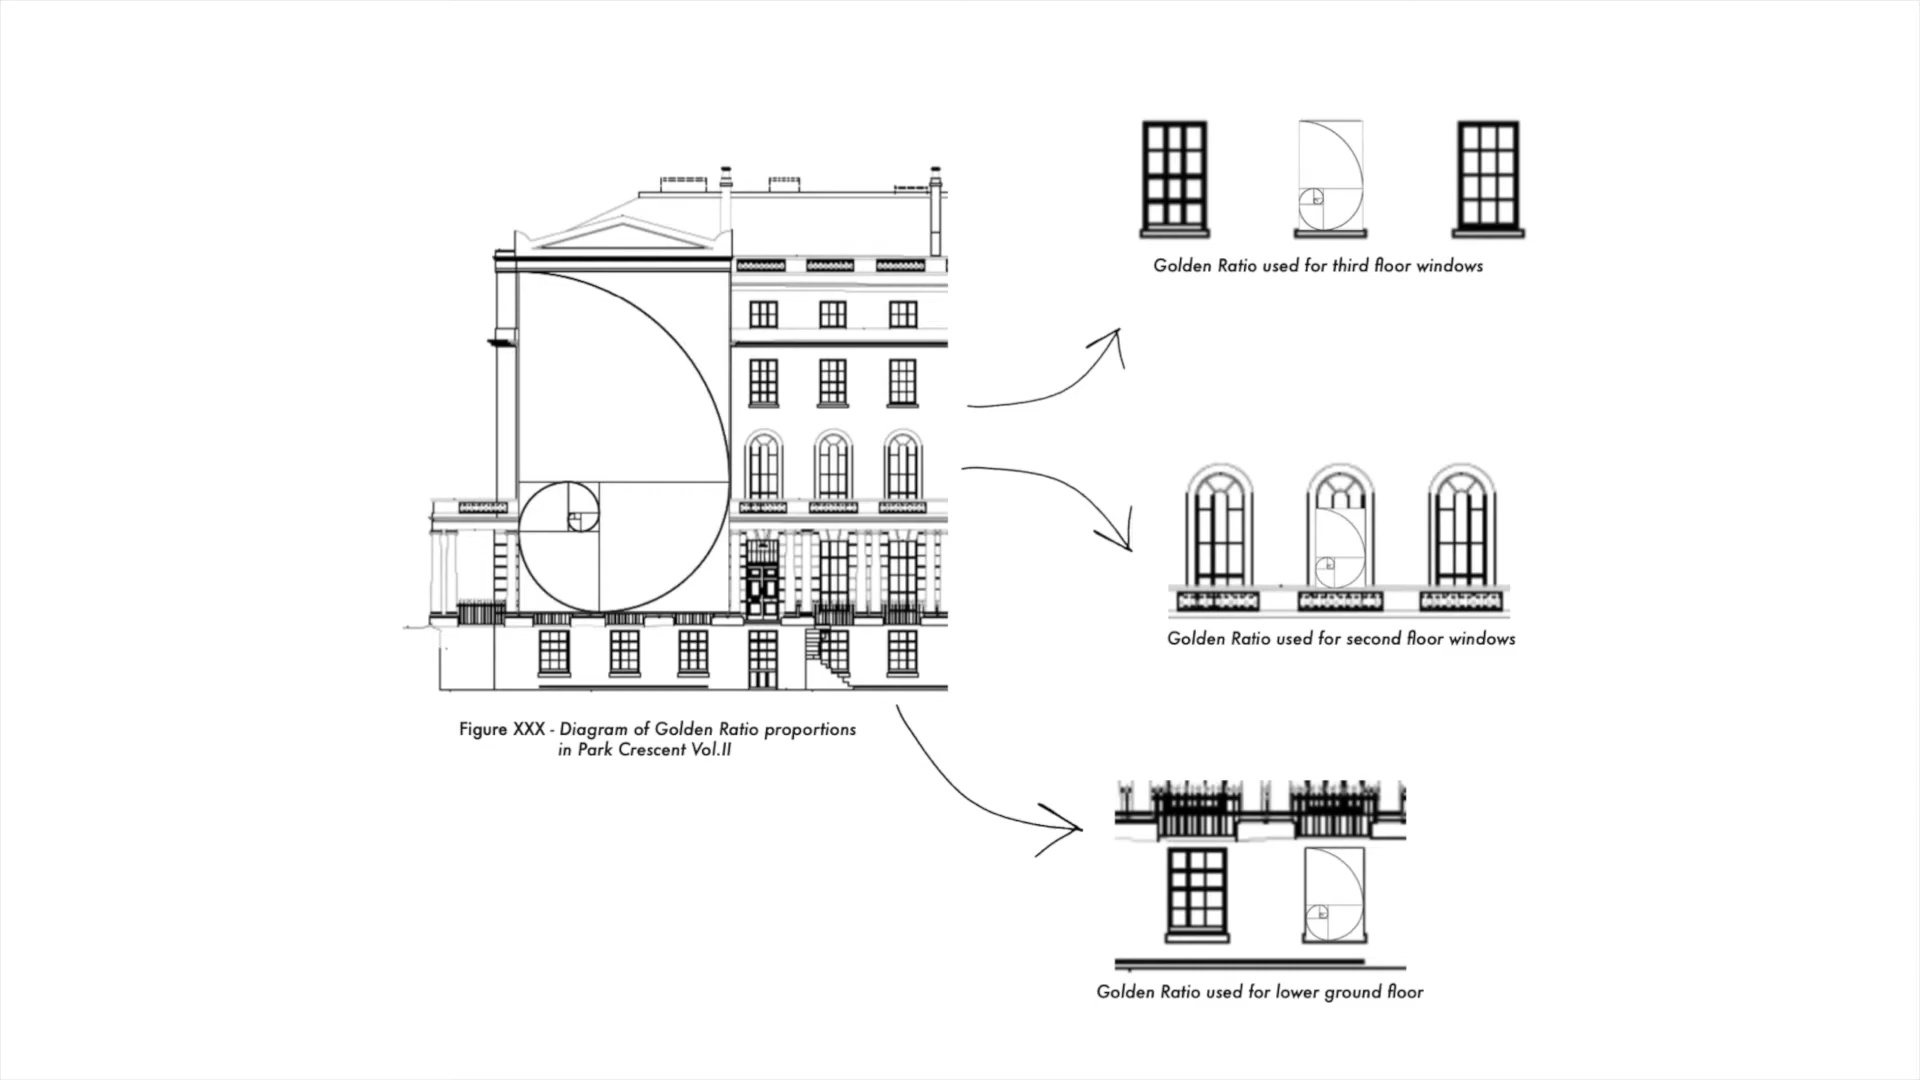 Golden Ratio used for third floor windows
Golden Ratio used for second floor windows
Figure XXX - Diagram of Golden Ratio proportions
in Park Crescent Vol.II
Golden Ratio used for lower ground floor